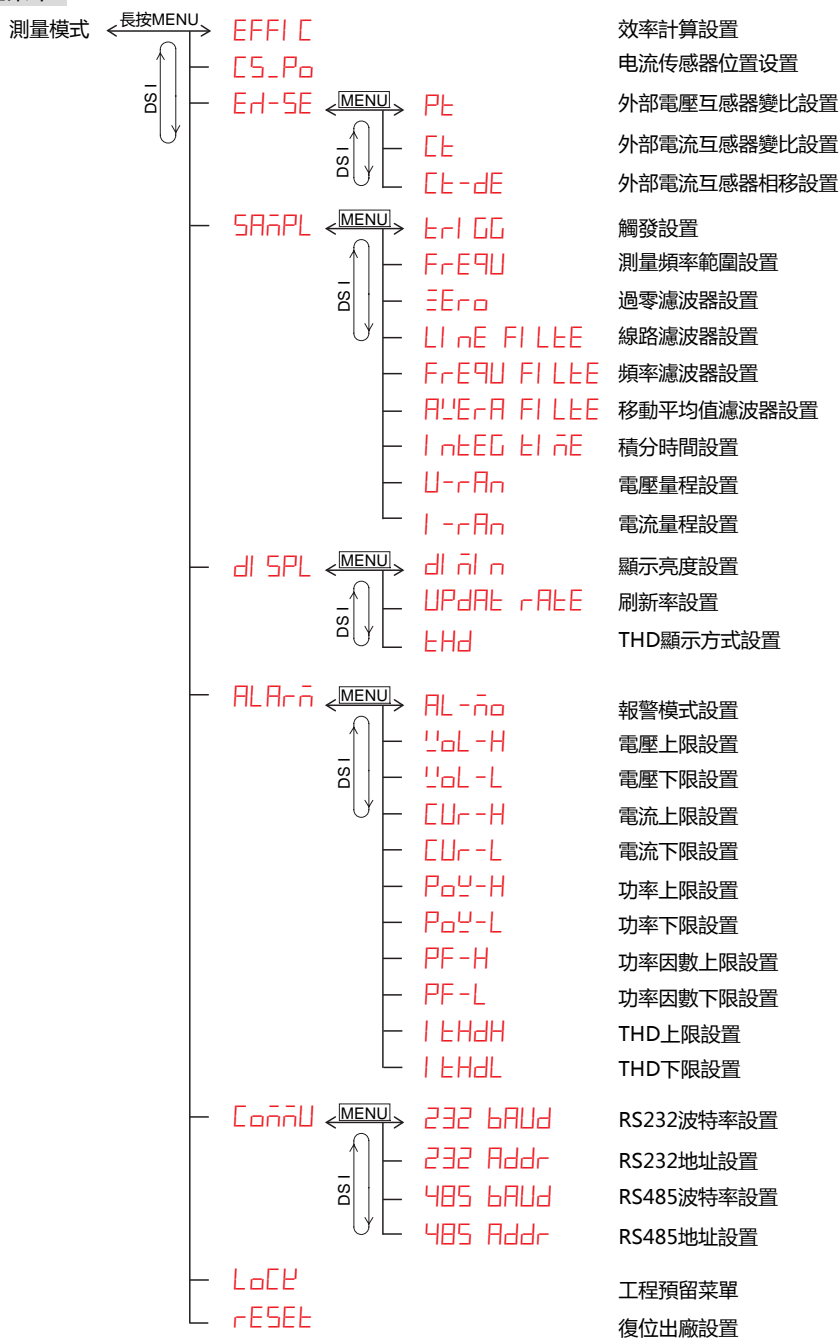 測量模式 長按MENU EFFIC 效率計算設置
CS_Po 电流传感器位置设置
DSI
Er-SE MENU Pt 外部電壓互感器變比設置
Ct 外部電流互感器變比設置
DSI
Ct-dE 外部電流互感器相移設置
SAmPL MENU trIGG 觸發設置
FrEqU 測量頻率範圍設置
DSI
ZEro 過零濾波器設置
LInE FILtE 線路濾波器設置
FrEqU FILtE 頻率濾波器設置
AVErA FILtE 移動平均值濾波器設置
IntEG tImE 積分時間設置
U-rAn 電壓量程設置
I-rAn 電流量程設置
dISPL MENU dImIn 顯示亮度設置
UPdAt rAtE 刷新率設置
DSI
tHd THD顯示方式設置
ALArm MENU AL-mo 報警模式設置
VoL-H 電壓上限設置
DSI
VoL-L 電壓下限設置
CUr-H 電流上限設置
CUr-L 電流下限設置
PoW-H 功率上限設置
PoW-L 功率下限設置
PF-H 功率因數上限設置
PF-L 功率因數下限設置
ItHdH THD上限設置
ItHdL THD下限設置
CommU MENU 232 bAUd RS232波特率設置
232 Addr RS232地址設置
DSI
485 bAUd RS485波特率設置
485 Addr RS485地址設置
LoCK 工程預留菜單
rESEt 復位出廠設置